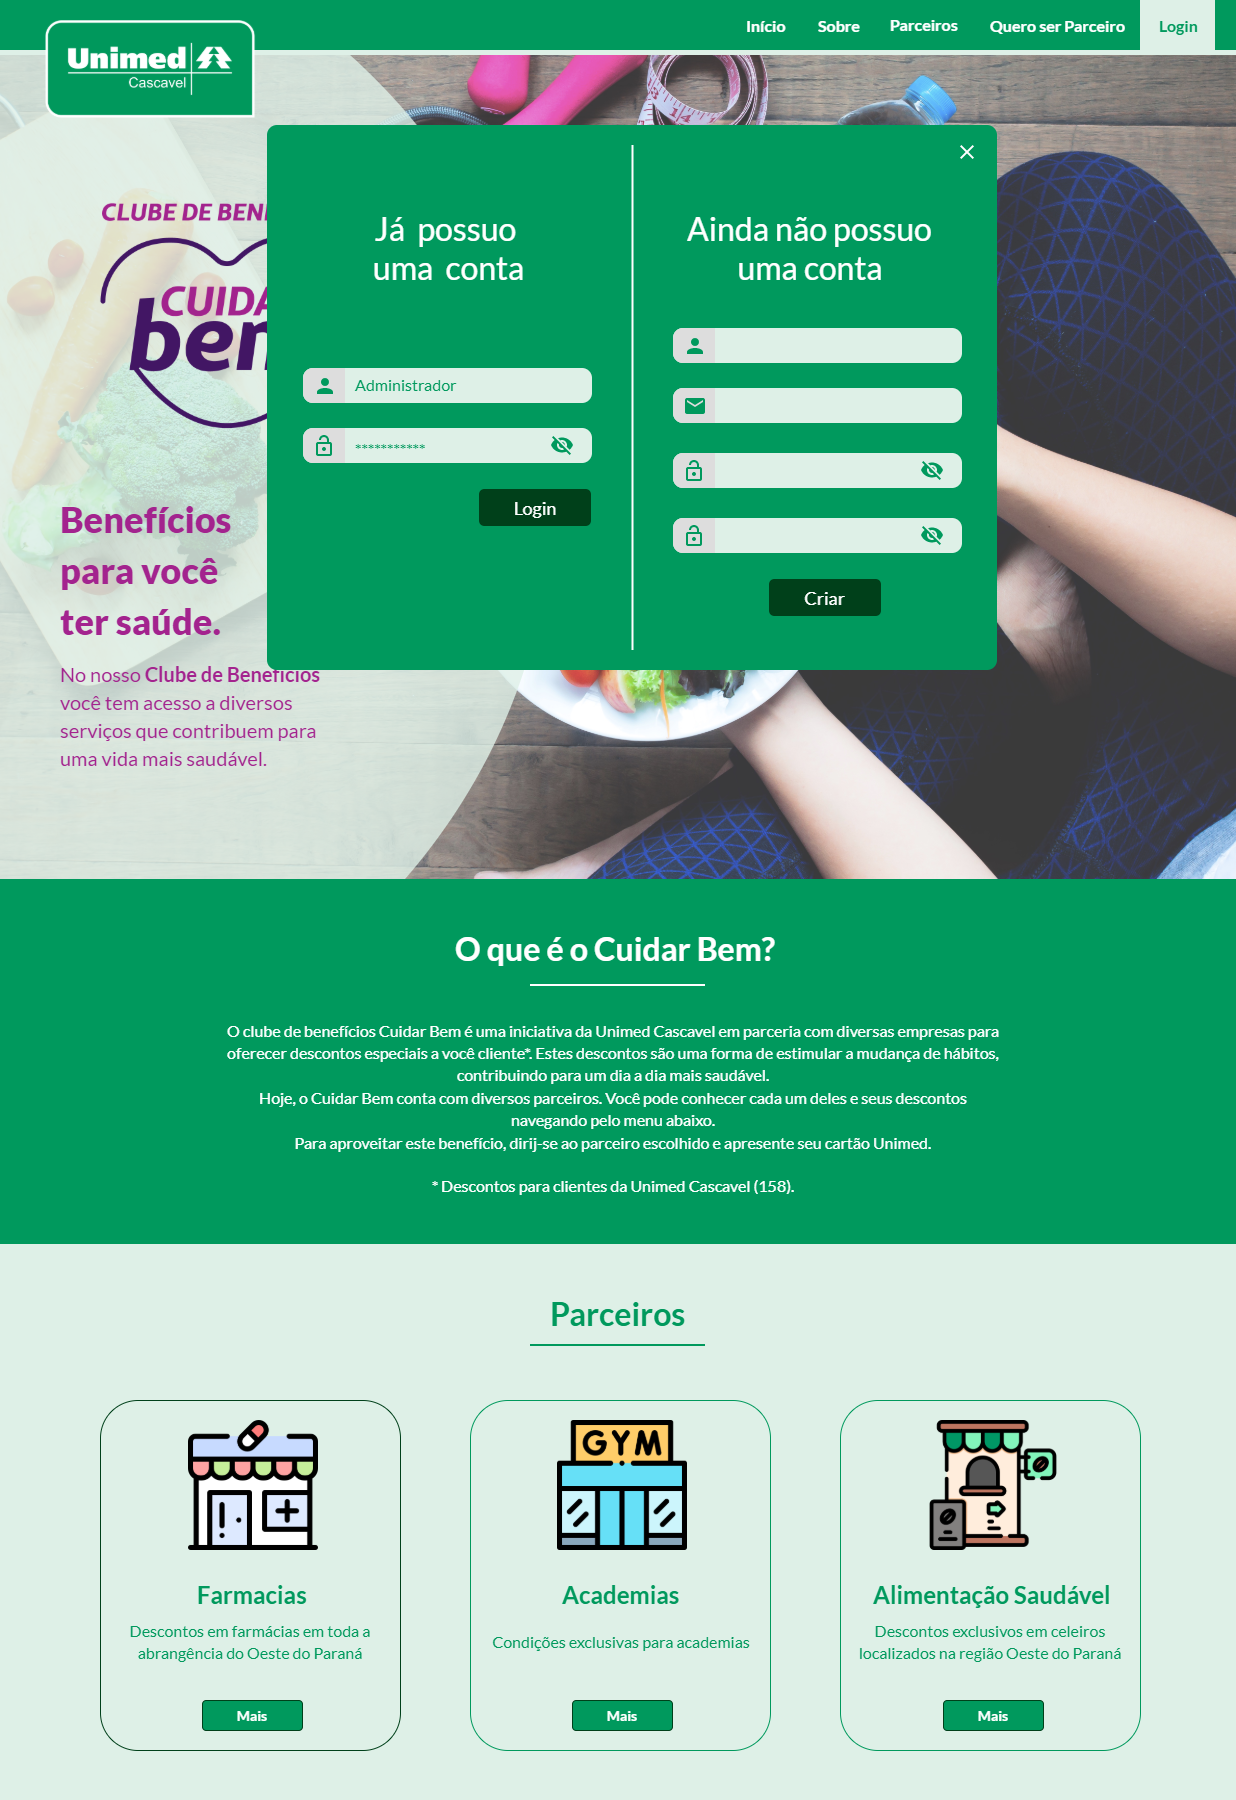 Início Sobre Parceiros Quero ser Parceiro Login
Unimed
Cascavel
CLUBE DE BENE
CUIDA
bem
Benefícios
para você
ter saúde.
No nosso Clube de Benefícios
você tem acesso a diversos
serviços que contribuem para
uma vida mais saudável.
Já possuo
uma conta
Administrador
***********
Login
Ainda não possuo
uma conta
Criar
O que é o Cuidar Bem?
O clube de benefícios Cuidar Bem é uma iniciativa da Unimed Cascavel em parceria com diversas empresas para
oferecer descontos especiais a você cliente*. Estes descontos são uma forma de estimular a mudança de hábitos,
contribuindo para um dia a dia mais saudável.
Hoje, o Cuidar Bem conta com diversos parceiros. Você pode conhecer cada um deles e seus descontos
navegando pelo menu abaixo.
Para aproveitar este benefício, dirij-se ao parceiro escolhido e apresente seu cartão Unimed.
* Descontos para clientes da Unimed Cascavel (158).
Parceiros
Farmacias
Descontos em farmácias em toda a
abrangência do Oeste do Paraná
Mais
GYM
Academias
Condições exclusivas para academias
Mais
Alimentação Saudável
Descontos exclusivos em celeiros
localizados na região Oeste do Paraná
Mais